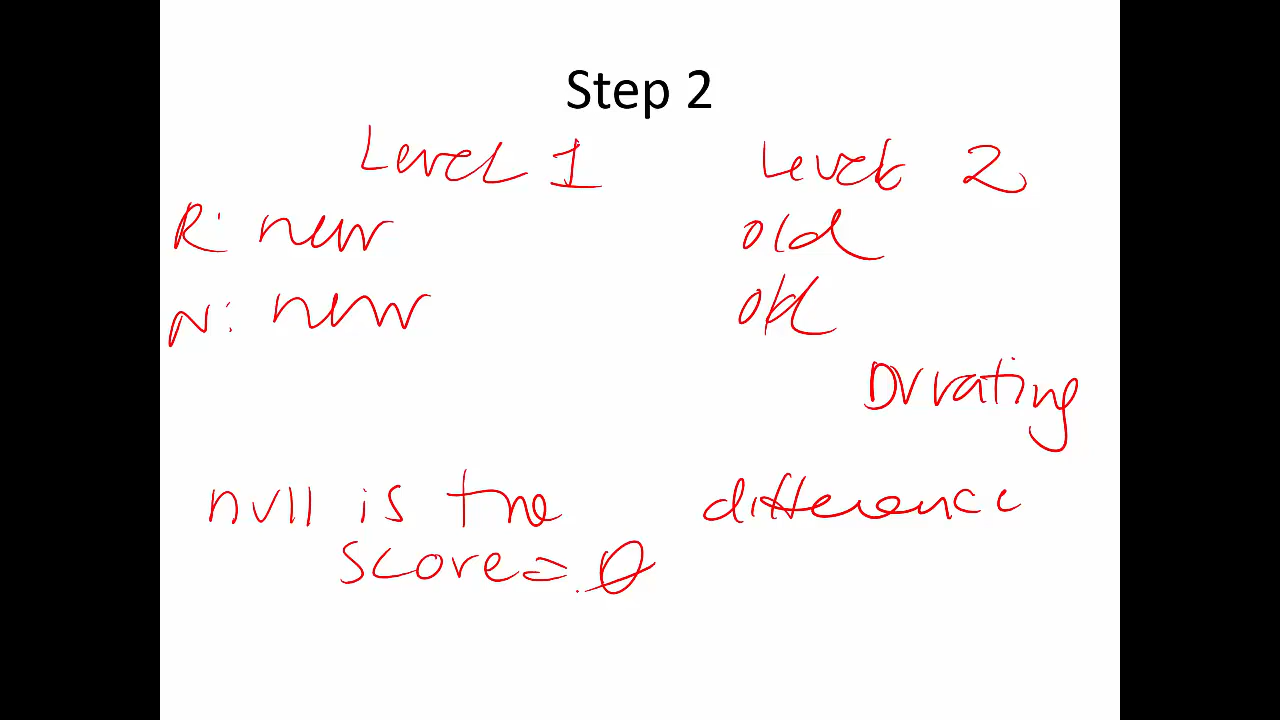 Step 2
Level 1 Level 2
R: new old
N: new old
DV rating
null is the difference
score = 0